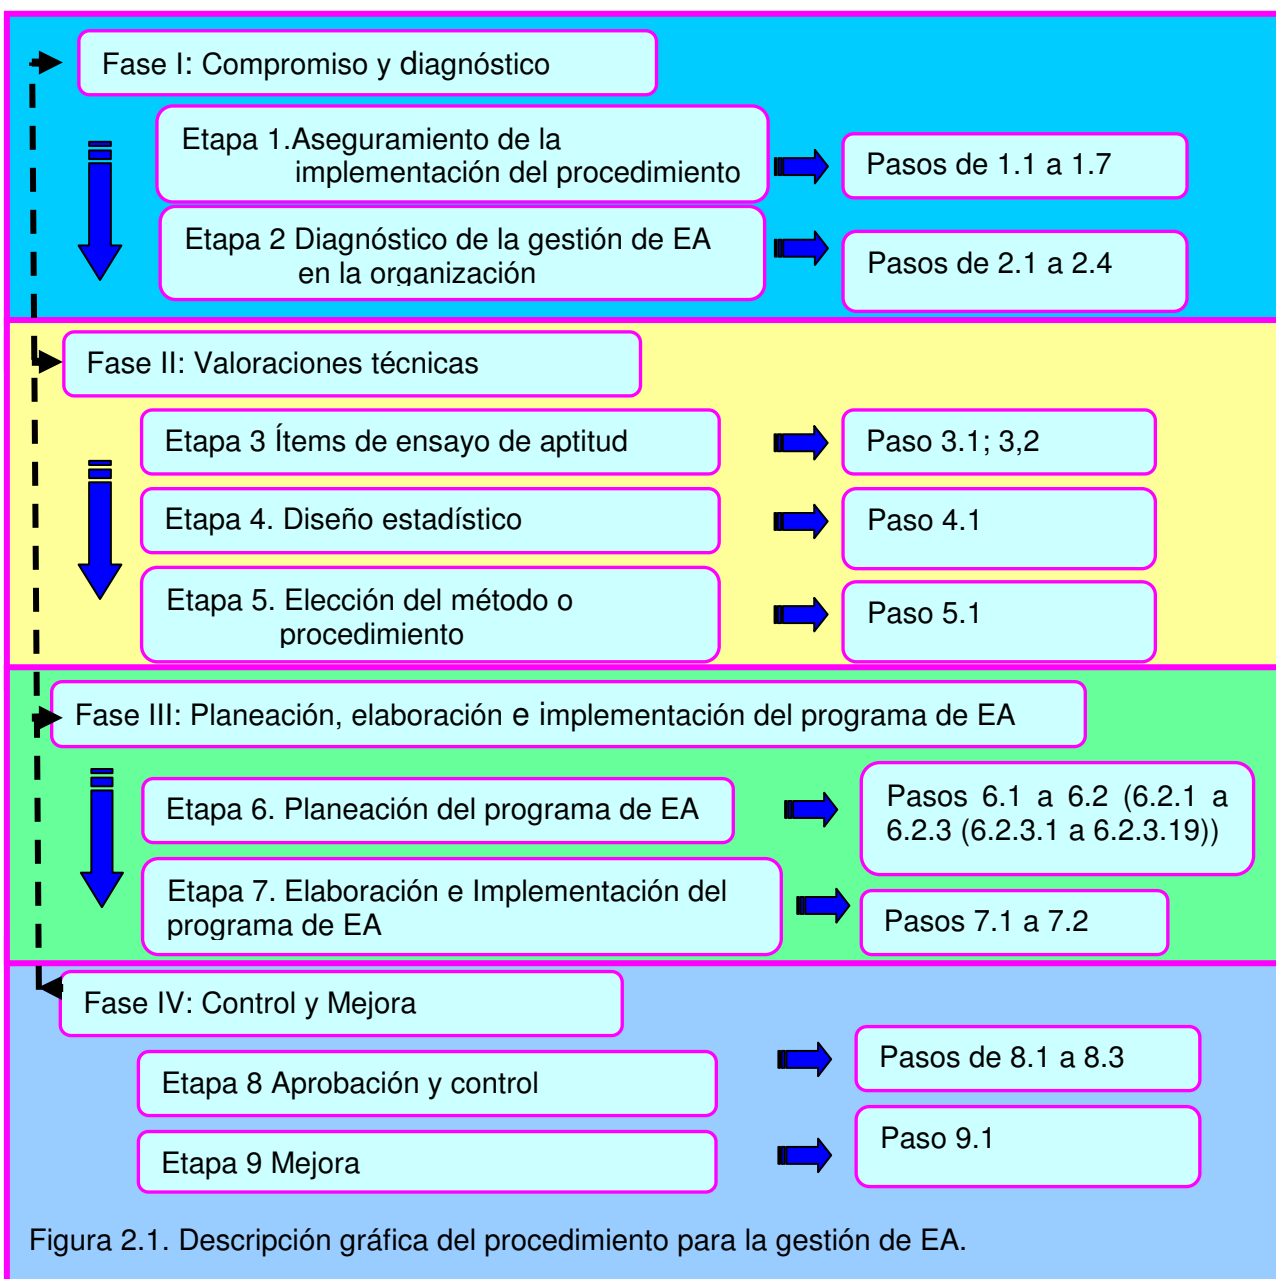 Fase I: Compromiso y diagnóstico
Etapa 1.Aseguramiento de la
implementación del procedimiento
Pasos de 1.1 a 1.7
Etapa 2 Diagnóstico de la gestión de EA
en la organización
Pasos de 2.1 a 2.4
Fase II: Valoraciones técnicas
Etapa 3 Ítems de ensayo de aptitud
Paso 3.1; 3,2
Etapa 4. Diseño estadístico
Paso 4.1
Etapa 5. Elección del método o
procedimiento
Paso 5.1
Fase III: Planeación, elaboración e implementación del programa de EA
Etapa 6. Planeación del programa de EA
Pasos 6.1 a 6.2 (6.2.1 a
6.2.3 (6.2.3.1 a 6.2.3.19))
Etapa 7. Elaboración e Implementación del
programa de EA
Pasos 7.1 a 7.2
Fase IV: Control y Mejora
Etapa 8 Aprobación y control
Pasos de 8.1 a 8.3
Etapa 9 Mejora
Paso 9.1
Figura 2.1. Descripción gráfica del procedimiento para la gestión de EA.